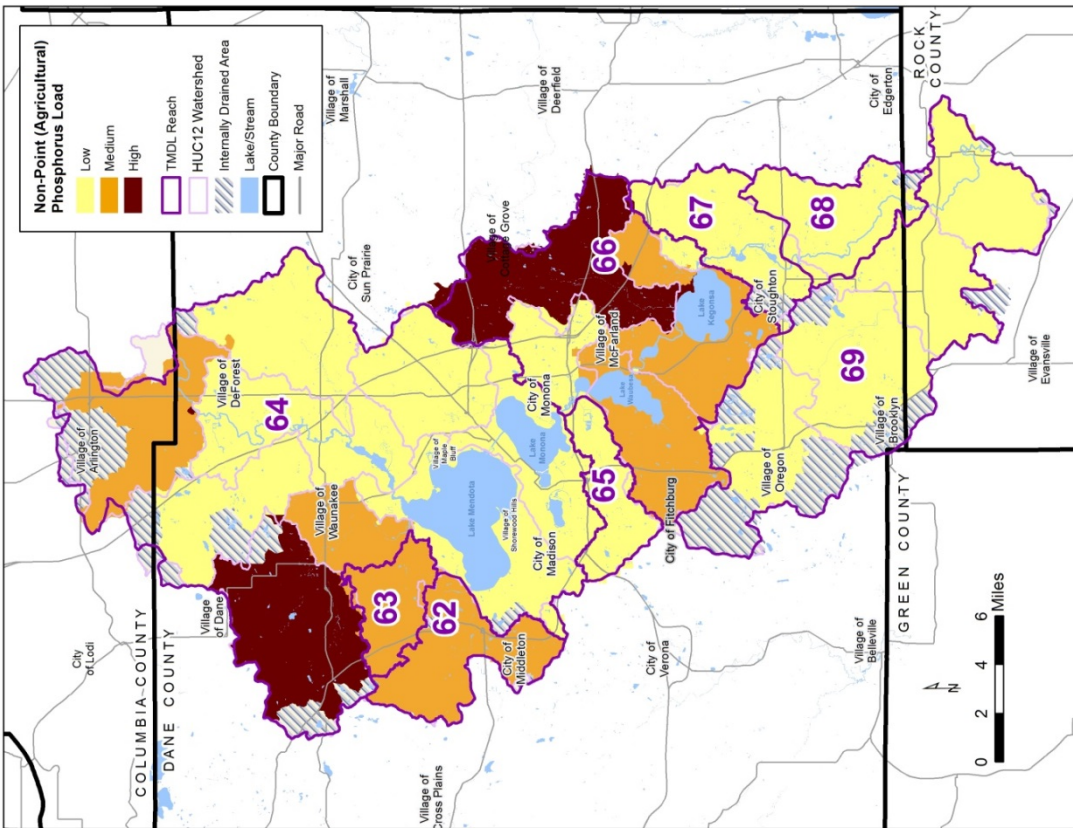 Non-Point (Agricultural)
Phosphorus Load
Low
Medium
High
TMDL Reach
HUC12 Watershed
Internally Drained Area
Lake/Stream
County Boundary
Major Road
COLUMBIA COUNTY
DANE COUNTY
City
of Lodi
Village of
Arlington
Village
of Dane
Village of
DeForest
Village of
Marshall
City of
Sun Prairie
64
Village of
Waunakee
Village of
Maple
Bluff
Lake Mendota
Village of
Shorewood Hills
63
62
Village of
Cross Plains
City of
Middleton
City of
Madison
Lake
Monona
City of
Monona
Village of
Cottage Grove
Village of
Deerfield
66
65
Village of
McFarland
Lake
Waubesa
Lake
Kegonsa
67
City of
Verona
City of Fitchburg
City of
Stoughton
68
City of
Edgerton
Village of
Oregon
69
Village of
Belleville
Village of
Brooklyn
Village of
Evansville
GREEN COUNTY
ROCK
COUNTY
N
0 2 4 6
Miles